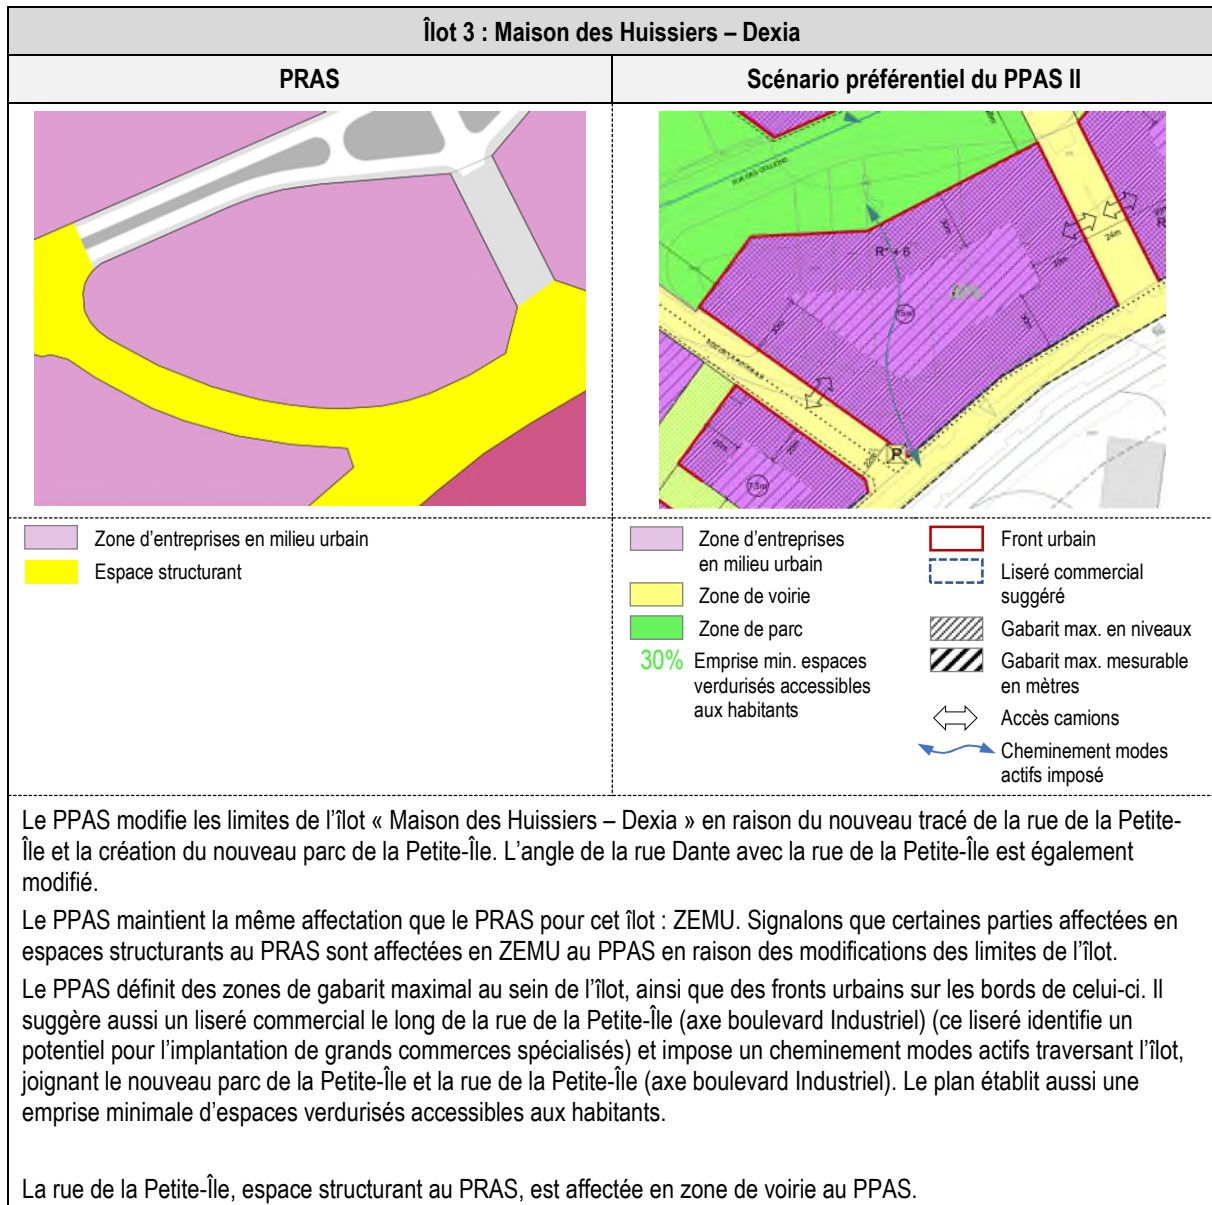 Îlot 3 : Maison des Huissiers – Dexia
PRAS
Scénario préférentiel du PPAS II
R* + 6
30m
30m
30m
30m
24m
30%
15m
20m
20m
7.5m
P
Zone d'entreprises en milieu urbain
Espace structurant
Zone d'entreprises
en milieu urbain
Zone de voirie
Zone de parc
30% Emprise min. espaces
verdurisés accessibles
aux habitants
Front urbain
Liseré commercial
suggéré
Gabarit max. en niveaux
Gabarit max. mesurable
en mètres
Accès camions
Cheminement modes
actifs imposé
Le PPAS modifie les limites de l'îlot « Maison des Huissiers – Dexia » en raison du nouveau tracé de la rue de la Petite-
Île et la création du nouveau parc de la Petite-Île. L'angle de la rue Dante avec la rue de la Petite-Île est également
modifié.
Le PPAS maintient la même affectation que le PRAS pour cet îlot : ZEMU. Signalons que certaines parties affectées en
espaces structurants au PRAS sont affectées en ZEMU au PPAS en raison des modifications des limites de l'îlot.
Le PPAS définit des zones de gabarit maximal au sein de l'îlot, ainsi que des fronts urbains sur les bords de celui-ci. Il
suggère aussi un liseré commercial le long de la rue de la Petite-Île (axe boulevard Industriel) (ce liseré identifie un
potentiel pour l'implantation de grands commerces spécialisés) et impose un cheminement modes actifs traversant l'îlot,
joignant le nouveau parc de la Petite-Île et la rue de la Petite-Île (axe boulevard Industriel). Le plan établit aussi une
emprise minimale d'espaces verdurisés accessibles aux habitants.
La rue de la Petite-Île, espace structurant au PRAS, est affectée en zone de voirie au PPAS.